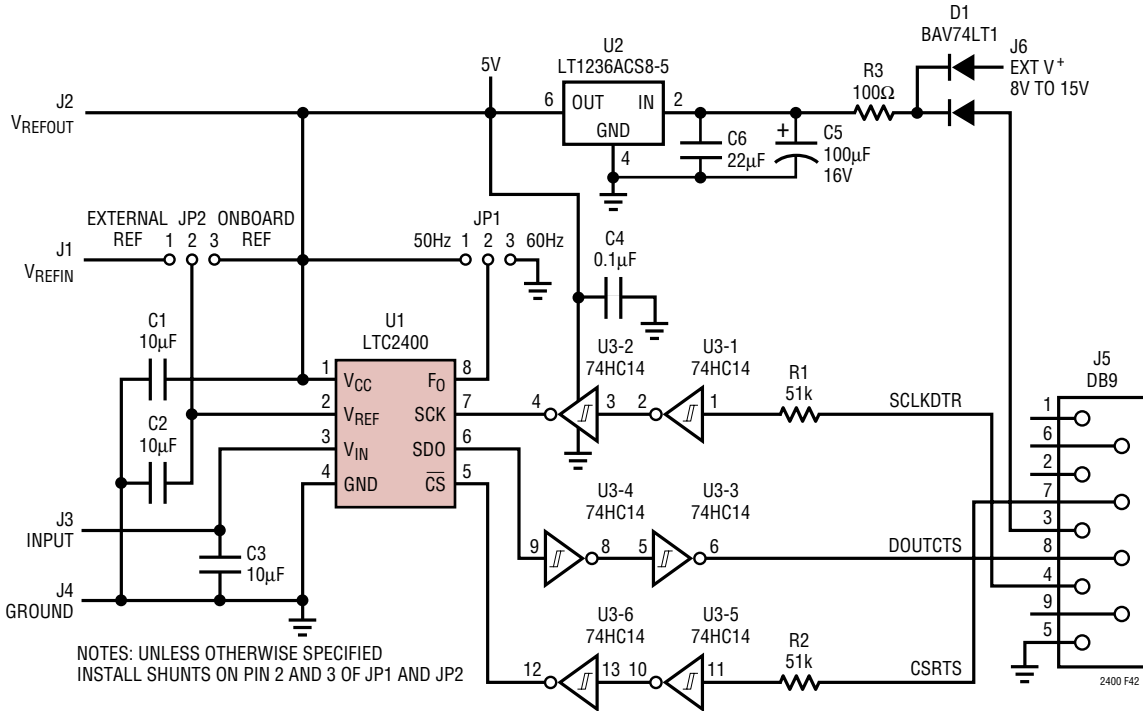 D1
BAV74LT1
J6
EXT V+
8V TO 15V
U2
LT1236ACS8-5
5V
R3
100Ω
J2
VREFOUT
6
OUT
IN
2
GND
4
C6
22µF
+
C5
100µF
16V
EXTERNAL
REF
JP2
ONBOARD
REF
1 2 3
J1
VREFIN
JP1
50Hz 1 2 3 60Hz
C4
0.1µF
C1
10µF
U1
LTC2400
1 VCC FO 8
2 VREF SCK 7
3 VIN SDO 6
4 GND CS 5
C2
10µF
U3-2
74HC14
U3-1
74HC14
4
3
2
1
R1
51k
SCLKDTR
J5
DB9
1
6
2
7
3
8
4
9
5
J3
INPUT
C3
10µF
J4
GROUND
U3-4
74HC14
U3-3
74HC14
9
8
5
6
DOUTCTS
U3-6
74HC14
U3-5
74HC14
12
13
10
11
R2
51k
CSRTS
NOTES: UNLESS OTHERWISE SPECIFIED
INSTALL SHUNTS ON PIN 2 AND 3 OF JP1 AND JP2
2400 F42